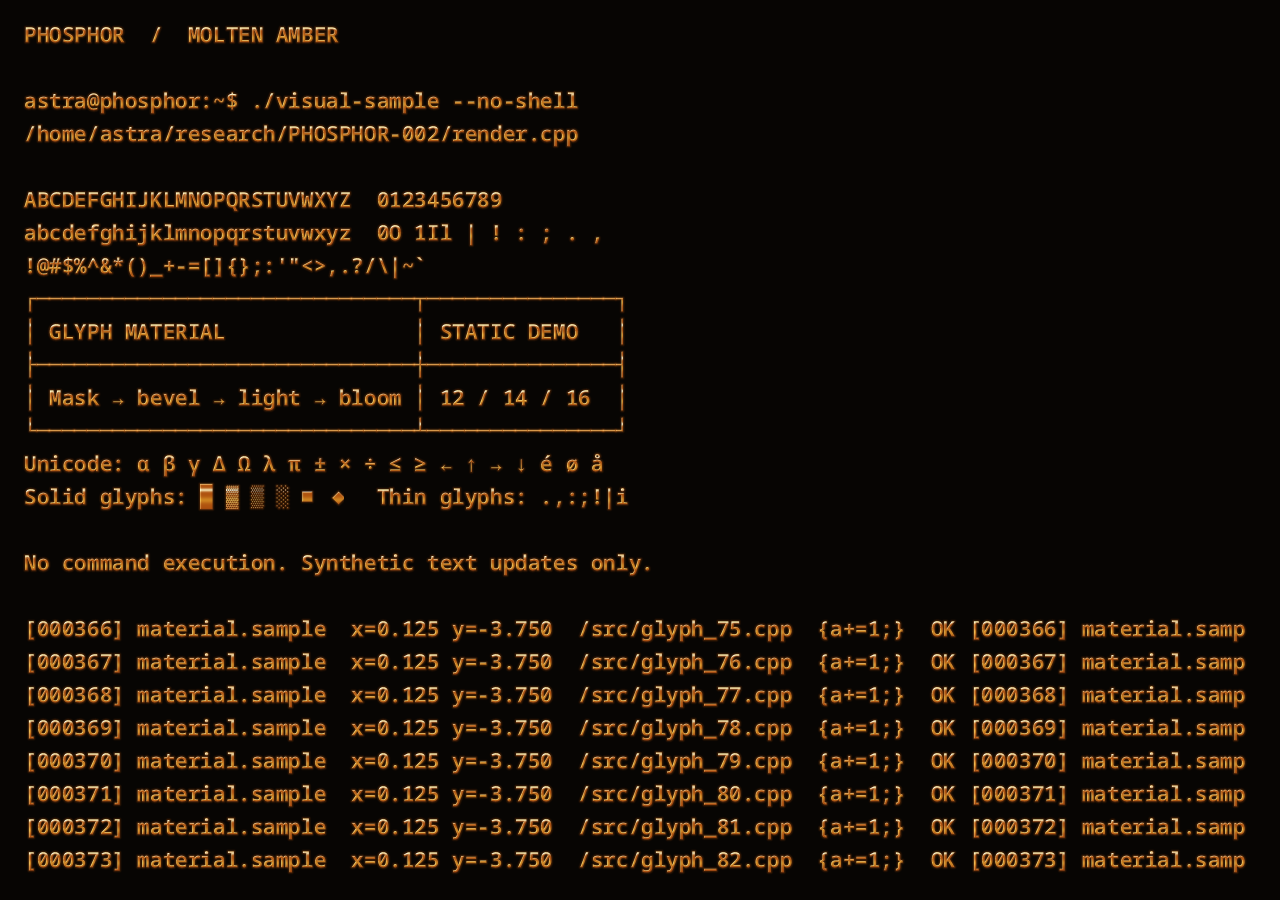 PHOSPHOR  /  MOLTEN AMBER
astra@phosphor:~$ ./visual-sample --no-shell
/home/astra/research/PHOSPHOR-002/render.cpp
ABCDEFGHIJKLMNOPQRSTUVWXYZ  0123456789
abcdefghijklmnopqrstuvwxyz  0O 1Il | ! : ; . ,
!@#$%^&*()_+-=[]{};:'"<>,.?/\|~`
GLYPH MATERIAL  STATIC DEMO
Mask → bevel → light → bloom  12 / 14 / 16
Unicode: α β γ Δ Ω λ π ± × ÷ ≤ ≥ ← ↑ → ↓ é ø å
Solid glyphs: █ ▓ ▒ ░ ■ ◆  Thin glyphs: .,:;!|i
No command execution. Synthetic text updates only.
[000366] material.sample  x=0.125 y=-3.750  /src/glyph_75.cpp  {a+=1;}  OK [000366] material.samp
[000367] material.sample  x=0.125 y=-3.750  /src/glyph_76.cpp  {a+=1;}  OK [000367] material.samp
[000368] material.sample  x=0.125 y=-3.750  /src/glyph_77.cpp  {a+=1;}  OK [000368] material.samp
[000369] material.sample  x=0.125 y=-3.750  /src/glyph_78.cpp  {a+=1;}  OK [000369] material.samp
[000370] material.sample  x=0.125 y=-3.750  /src/glyph_79.cpp  {a+=1;}  OK [000370] material.samp
[000371] material.sample  x=0.125 y=-3.750  /src/glyph_80.cpp  {a+=1;}  OK [000371] material.samp
[000372] material.sample  x=0.125 y=-3.750  /src/glyph_81.cpp  {a+=1;}  OK [000372] material.samp
[000373] material.sample  x=0.125 y=-3.750  /src/glyph_82.cpp  {a+=1;}  OK [000373] material.samp